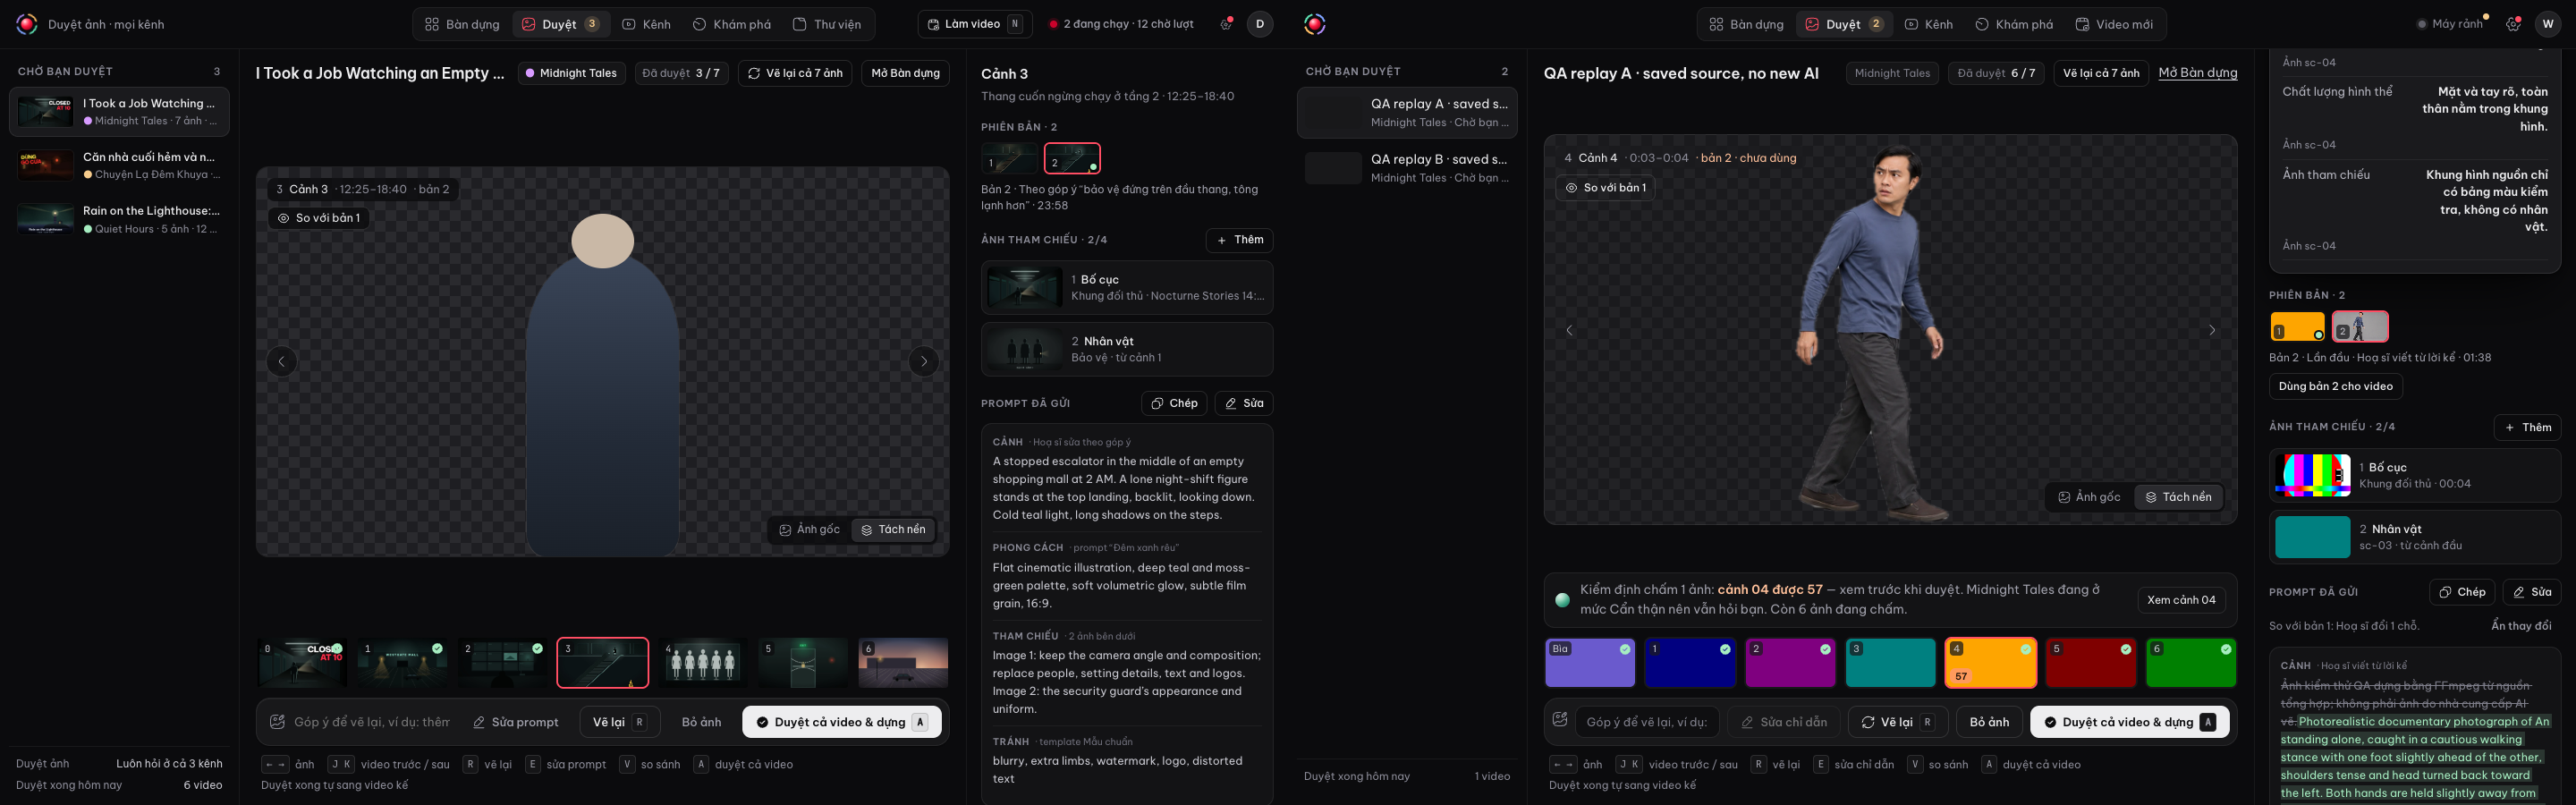 Duyệt ảnh · mọi kênh
Bàn dựng
Duyệt 3
Kênh
Khám phá
Thư viện
Làm video N
2 đang chạy · 12 chờ lượt
D
CHỜ BẠN DUYỆT 3
CLOSED AT 10
I Took a Job Watching ...
Midnight Tales · 7 ảnh · ...
Căn nhà cuối hẻm và n...
Chuyện Lạ Đêm Khuya ·...
Rain on the Lighthouse:...
Quiet Hours · 5 ảnh · 12 ...
Duyệt ảnh Luôn hỏi ở cả 3 kênh
Duyệt xong hôm nay 6 video
I Took a Job Watching an Empty ...
Midnight Tales
Đã duyệt 3 / 7
Vẽ lại cả 7 ảnh
Mở Bàn dựng
3 Cảnh 3 · 12:25–18:40 · bản 2
So với bản 1
Ảnh gốc
Tách nền
0
CLOSED AT 10
1
2
3
4
5
6
Góp ý để vẽ lại, ví dụ: thêm
Sửa prompt
Vẽ lại R
Bỏ ảnh
Duyệt cả video & dựng A
← → ảnh J K video trước / sau R vẽ lại E sửa prompt V so sánh A duyệt cả video
Duyệt xong tự sang video kế
Cảnh 3
Thang cuốn ngừng chạy ở tầng 2 · 12:25–18:40
PHIÊN BẢN · 2
1
2
Bản 2 · Theo góp ý “bảo vệ đứng trên đầu thang, tông
lạnh hơn” · 23:58
ẢNH THAM CHIẾU · 2/4
+ Thêm
1 Bố cục
Khung đối thủ · Nocturne Stories 14:...
2 Nhân vật
Bảo vệ · từ cảnh 1
PROMPT ĐÃ GỬI
Chép
Sửa
CẢNH · Hoạ sĩ sửa theo góp ý
A stopped escalator in the middle of an empty
shopping mall at 2 AM. A lone night-shift figure
stands at the top landing, backlit, looking down.
Cold teal light, long shadows on the steps.
PHONG CÁCH · prompt “Đêm xanh rêu”
Flat cinematic illustration, deep teal and moss-
green palette, soft volumetric glow, subtle film
grain, 16:9.
THAM CHIẾU · 2 ảnh bên dưới
Image 1: keep the camera angle and composition;
replace people, setting details, text and logos.
Image 2: the security guard's appearance and
uniform.
TRÁNH · template Mẫu chuẩn
blurry, extra limbs, watermark, logo, distorted
text
Bàn dựng
Duyệt 2
Kênh
Khám phá
Video mới
Máy rảnh
W
CHỜ BẠN DUYỆT 2
QA replay A · saved s...
Midnight Tales · Chờ bạn ...
QA replay B · saved s...
Midnight Tales · Chờ bạn ...
Duyệt xong hôm nay 1 video
QA replay A · saved source, no new AI
Midnight Tales
Đã duyệt 6 / 7
Vẽ lại cả 7 ảnh
Mở Bàn dựng
4 Cảnh 4 · 0:03–0:04 · bản 2 · chưa dùng
So với bản 1
Ảnh gốc
Tách nền
Kiểm định chấm 1 ảnh: cảnh 04 được 57 — xem trước khi duyệt. Midnight Tales đang ở
mức Cẩn thận nên vẫn hỏi bạn. Còn 6 ảnh đang chấm.
Xem cảnh 04
Bìa
1
2
3
4
57
5
6
Góp ý để vẽ lại, ví dụ:
Sửa chỉ dẫn
Vẽ lại R
Bỏ ảnh
Duyệt cả video & dựng A
← → ảnh J K video trước / sau R vẽ lại E sửa chỉ dẫn V so sánh A duyệt cả video
Duyệt xong tự sang video kế
Ảnh sc-04
Chất lượng hình thể
Mặt và tay rõ, toàn
thân nằm trong khung
hình.
Ảnh sc-04
Ảnh tham chiếu
Khung hình nguồn chỉ
có bảng màu kiểm
tra, không có nhân
vật.
Ảnh sc-04
PHIÊN BẢN · 2
1
2
Bản 2 · Lần đầu · Hoạ sĩ viết từ lời kể · 01:38
Dùng bản 2 cho video
ẢNH THAM CHIẾU · 2/4
+ Thêm
1 Bố cục
Khung đối thủ · 00:04
2 Nhân vật
sc-03 · từ cảnh đầu
PROMPT ĐÃ GỬI
Chép
Sửa
So với bản 1: Hoạ sĩ đổi 1 chỗ.
Ẩn thay đổi
CẢNH · Hoạ sĩ viết từ lời kể
Ảnh kiểm thử QA dựng bằng FFmpeg từ nguồn
tổng hợp; không phải ảnh do nhà cung cấp AI
vẽ. Photorealistic documentary photograph of An
standing alone, caught in a cautious walking
stance with one foot slightly ahead of the other,
shoulders tense and head turned back toward
the left. Both hands are held slightly away from